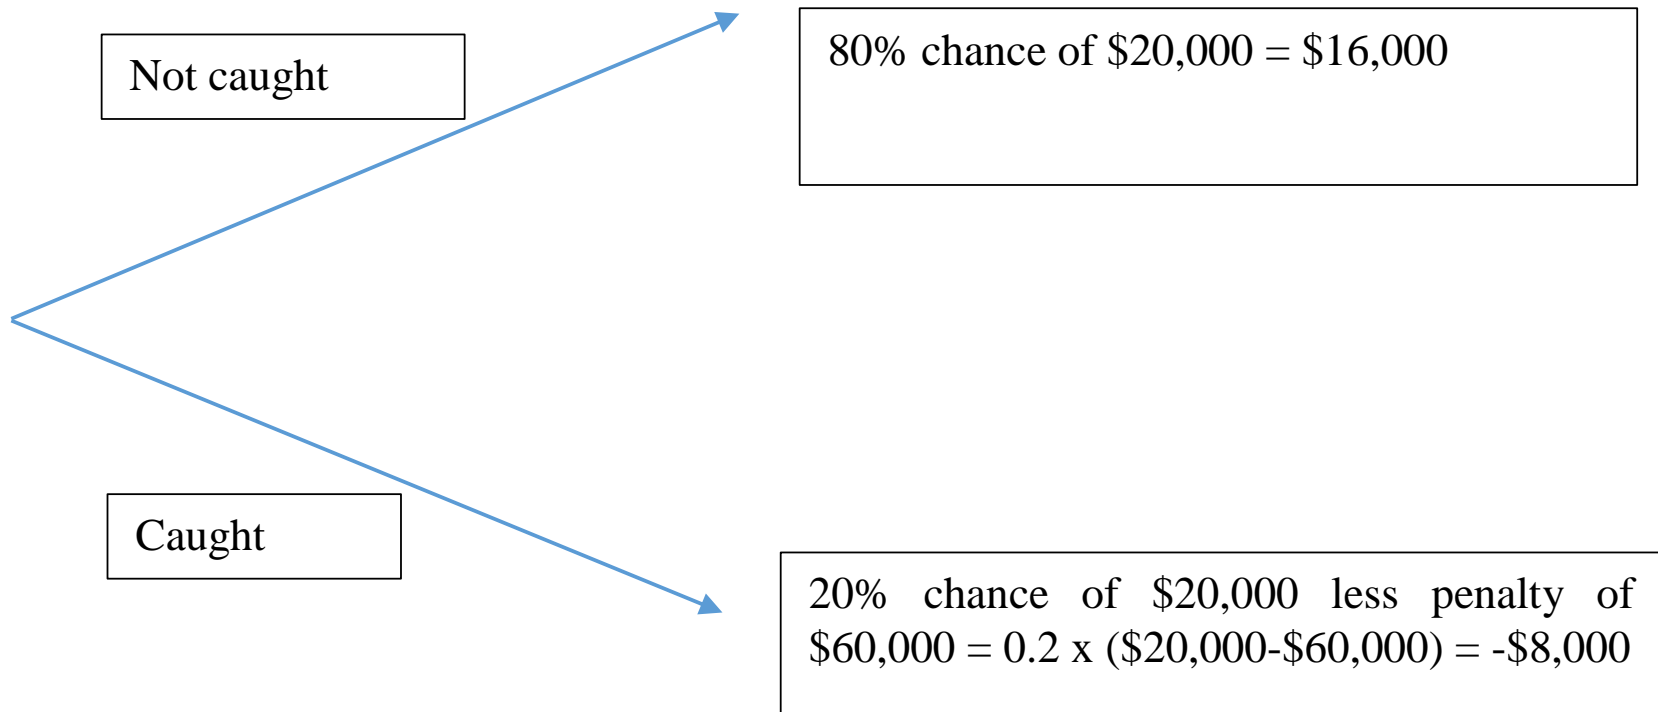 Not caught
80% chance of $20,000 = $16,000
Caught
20% chance of $20,000 less penalty of
$60,000 = 0.2 x ($20,000-$60,000) = -$8,000